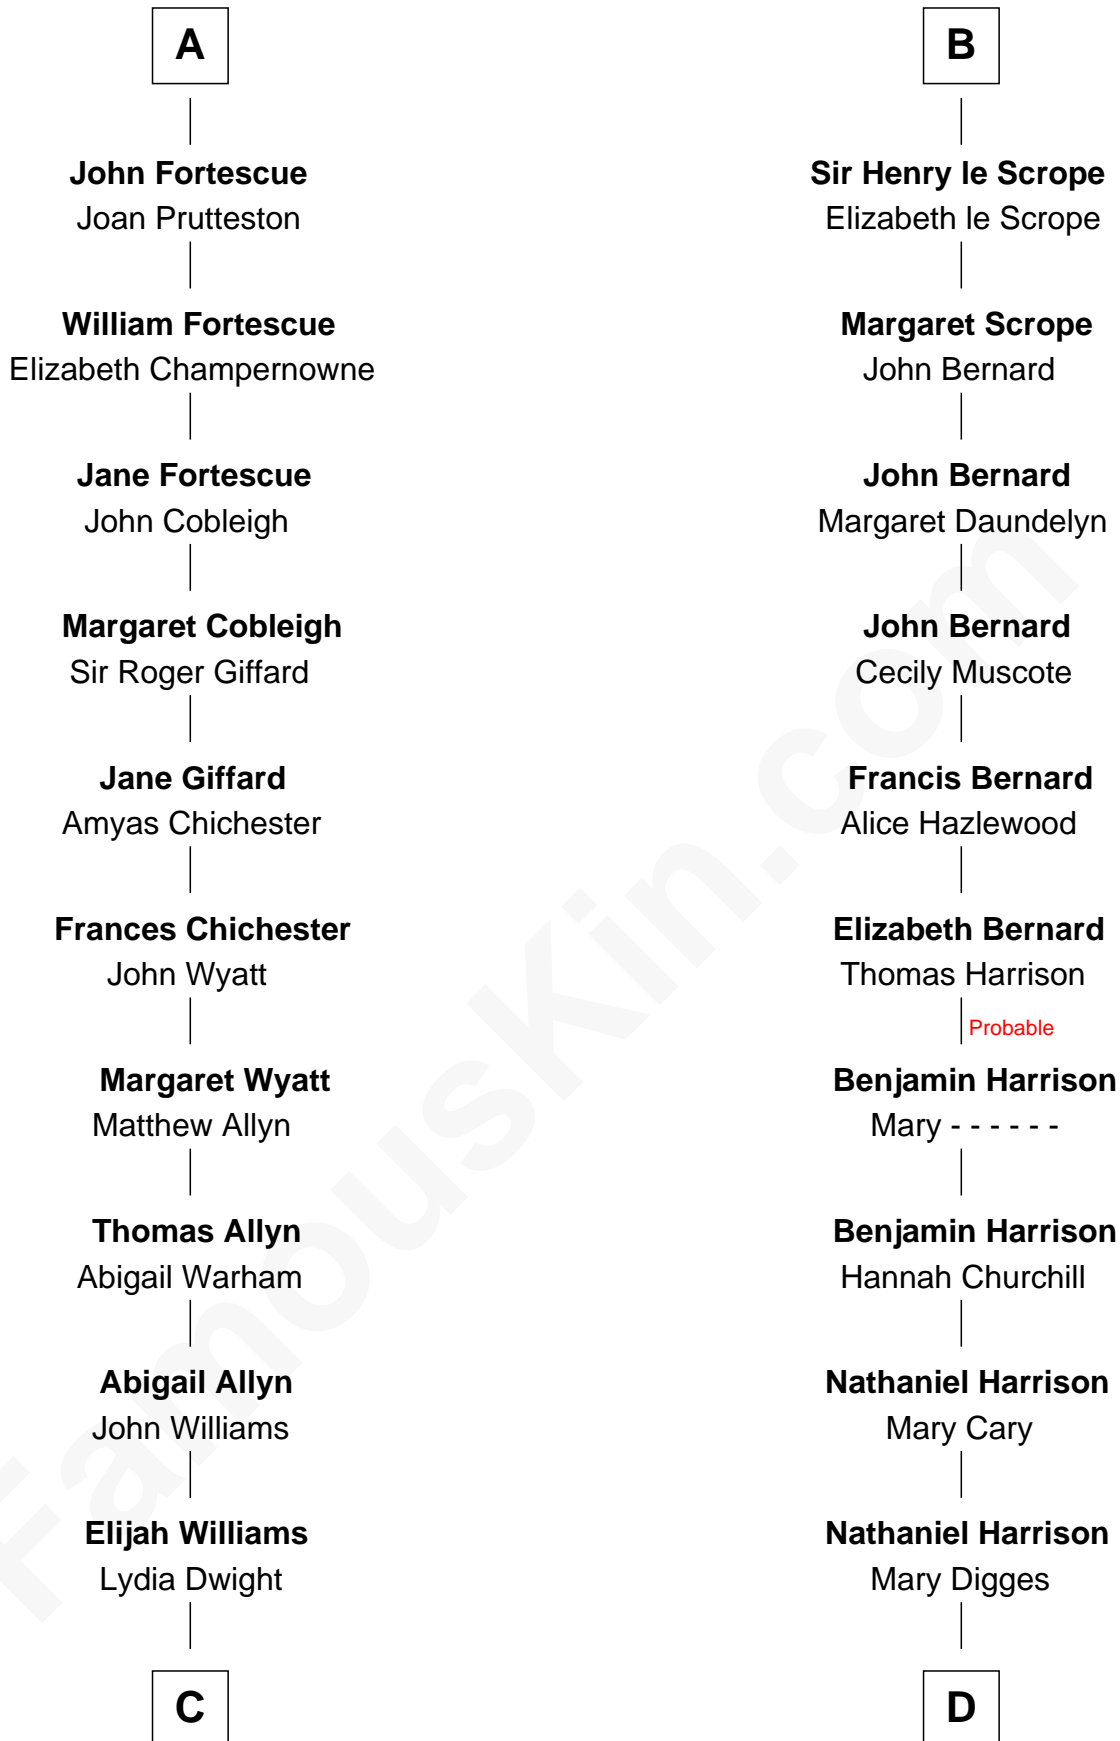 A
John Fortescue
Joan Prutteston
William Fortescue
Elizabeth Champernowne
Jane Fortescue
John Cobleigh
Margaret Cobleigh
Sir Roger Giffard
Jane Giffard
Amyas Chichester
Frances Chichester
John Wyatt
Margaret Wyatt
Matthew Allyn
Thomas Allyn
Abigail Warham
Abigail Allyn
John Williams
Elijah Williams
Lydia Dwight
C
B
Sir Henry le Scrope
Elizabeth le Scrope
Margaret Scrope
John Bernard
John Bernard
Margaret Daundelyn
John Bernard
Cecily Muscote
Francis Bernard
Alice Hazlewood
Elizabeth Bernard
Thomas Harrison
Probable
Benjamin Harrison
Mary - - - - - -
Benjamin Harrison
Hannah Churchill
Nathaniel Harrison
Mary Cary
Nathaniel Harrison
Mary Digges
D
FamousKin.com